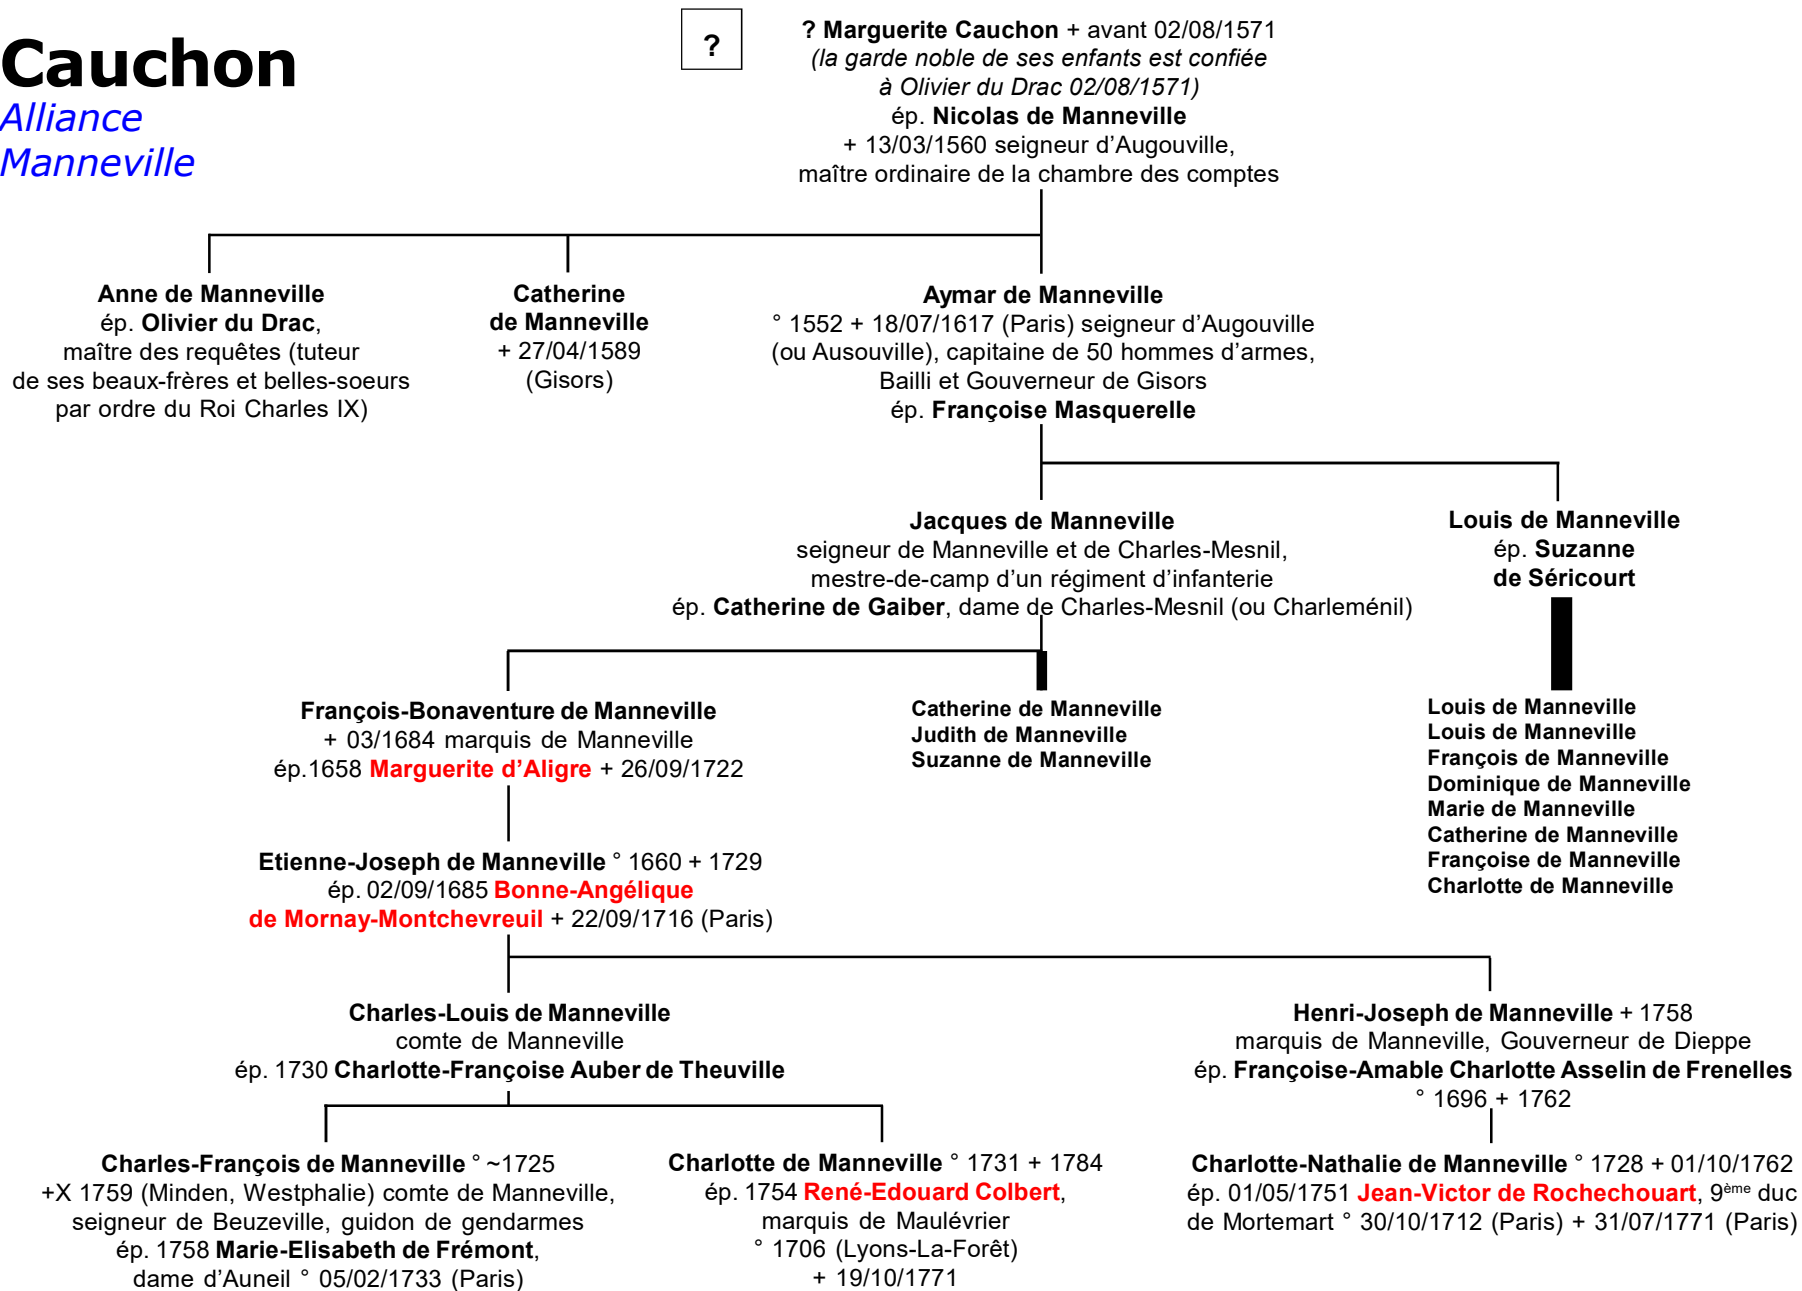 Cauchon
Alliance
Manneville
?
? Marguerite Cauchon + avant 02/08/1571
(la garde noble de ses enfants est confiée
à Olivier du Drac 02/08/1571)
ép. Nicolas de Manneville
+ 13/03/1560 seigneur d'Augouville,
maître ordinaire de la chambre des comptes
Anne de Manneville
ép. Olivier du Drac,
maître des requêtes (tuteur
de ses beaux-frères et belles-soeurs
par ordre du Roi Charles IX)
Catherine
de Manneville
+ 27/04/1589
(Gisors)
Aymar de Manneville
° 1552 + 18/07/1617 (Paris) seigneur d'Augouville
(ou Ausouville), capitaine de 50 hommes d'armes,
Bailli et Gouverneur de Gisors
ép. Françoise Masquerelle
Jacques de Manneville
seigneur de Manneville et de Charles-Mesnil,
mestre-de-camp d'un régiment d'infanterie
ép. Catherine de Gaiber, dame de Charles-Mesnil (ou Charleménil)
Louis de Manneville
ép. Suzanne
de Séricourt
François-Bonaventure de Manneville
+ 03/1684 marquis de Manneville
ép.1658 Marguerite d'Aligre + 26/09/1722
Catherine de Manneville
Judith de Manneville
Suzanne de Manneville
Louis de Manneville
Louis de Manneville
François de Manneville
Dominique de Manneville
Marie de Manneville
Catherine de Manneville
Françoise de Manneville
Charlotte de Manneville
Etienne-Joseph de Manneville ° 1660 + 1729
ép. 02/09/1685 Bonne-Angélique
de Mornay-Montchevreuil + 22/09/1716 (Paris)
Charles-Louis de Manneville
comte de Manneville
ép. 1730 Charlotte-Françoise Auber de Theuville
Henri-Joseph de Manneville + 1758
marquis de Manneville, Gouverneur de Dieppe
ép. Françoise-Amable Charlotte Asselin de Frenelles
° 1696 + 1762
Charles-François de Manneville ° ~1725
+X 1759 (Minden, Westphalie) comte de Manneville,
seigneur de Beuzeville, guidon de gendarmes
ép. 1758 Marie-Elisabeth de Frémont,
dame d'Auneil ° 05/02/1733 (Paris)
Charlotte de Manneville ° 1731 + 1784
ép. 1754 René-Edouard Colbert,
marquis de Maulévrier
° 1706 (Lyons-La-Forêt)
+ 19/10/1771
Charlotte-Nathalie de Manneville ° 1728 + 01/10/1762
ép. 01/05/1751 Jean-Victor de Rochechouart, 9ème duc
de Mortemart ° 30/10/1712 (Paris) + 31/07/1771 (Paris)